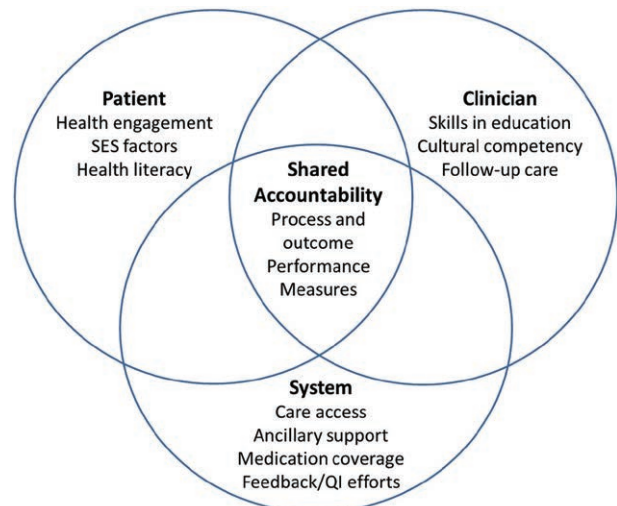 Patient
Health engagement
SES factors
Health literacy
Clinician
Skills in education
Cultural competency
Follow-up care
Shared
Accountability
Process and
outcome
Performance
Measures
System
Care access
Ancillary support
Medication coverage
Feedback/QI efforts